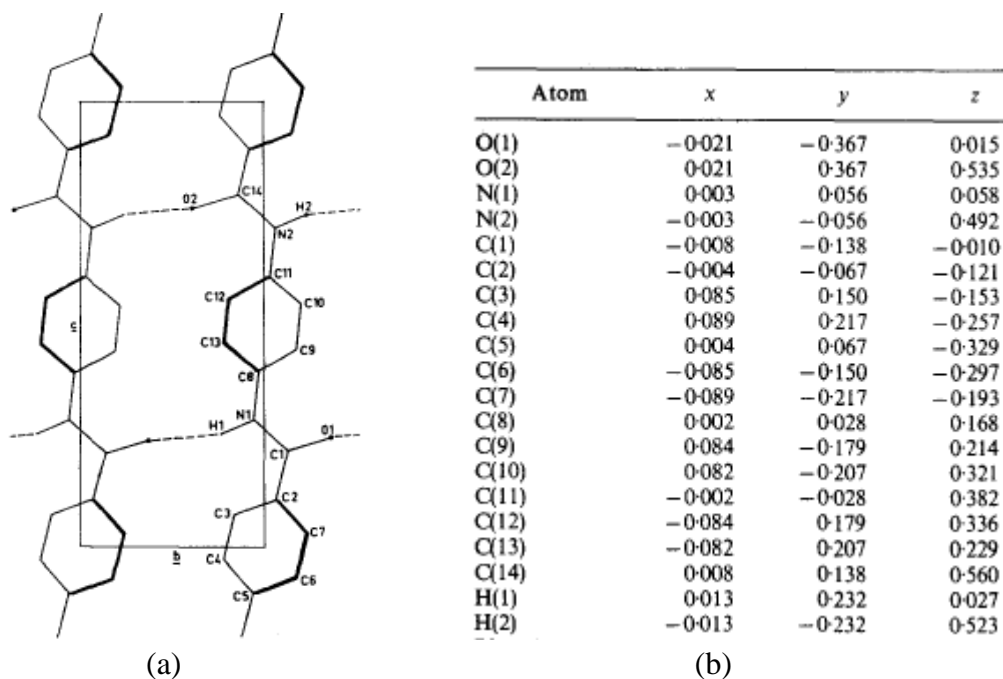 O2
C14
H2
N2
C11
C12
C10
c
C13
C9
C8
N1
H1
O1
C1
C2
C3
C7
b
C4
C6
C5
(a)
Atom x y z
O(1) −0·021 −0·367 0·015
O(2) 0·021 0·367 0·535
N(1) 0·003 0·056 0·058
N(2) −0·003 −0·056 0·492
C(1) −0·008 −0·138 −0·010
C(2) −0·004 −0·067 −0·121
C(3) 0·085 0·150 −0·153
C(4) 0·089 0·217 −0·257
C(5) 0·004 0·067 −0·329
C(6) −0·085 −0·150 −0·297
C(7) −0·089 −0·217 −0·193
C(8) 0·002 0·028 0·168
C(9) 0·084 −0·179 0·214
C(10) 0·082 −0·207 0·321
C(11) −0·002 −0·028 0·382
C(12) −0·084 0·179 0·336
C(13) −0·082 0·207 0·229
C(14) 0·008 0·138 0·560
H(1) 0·013 0·232 0·027
H(2) −0·013 −0·232 0·523
(b)